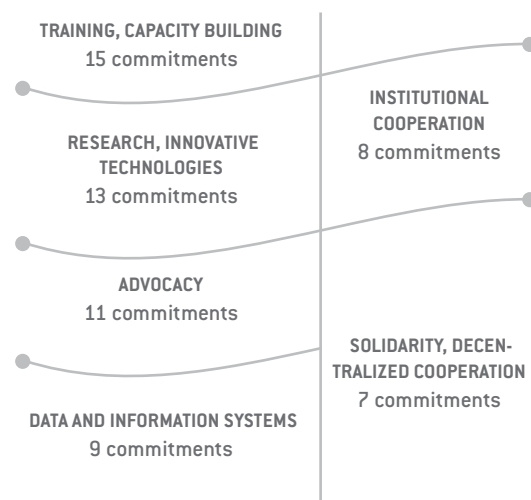 TRAINING, CAPACITY BUILDING
15 commitments
RESEARCH, INNOVATIVE
TECHNOLOGIES
13 commitments
ADVOCACY
11 commitments
DATA AND INFORMATION SYSTEMS
9 commitments
INSTITUTIONAL
COOPERATION
8 commitments
SOLIDARITY, DECEN-
TRALIZED COOPERATION
7 commitments